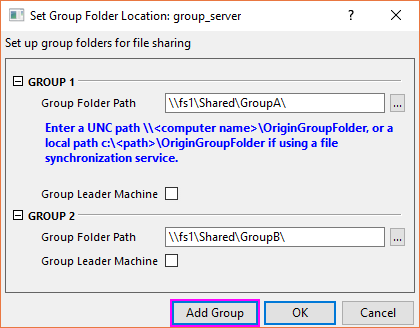 Set Group Folder Location: group_server
Set up group folders for file sharing
GROUP 1
Group Folder Path \\fs1\Shared\GroupA\ ...
Enter a UNC path \\<computer name>\OriginGroupFolder, or a
local path c:\<path>\OriginGroupFolder if using a file
synchronization service.
Group Leader Machine
GROUP 2
Group Folder Path \\fs1\Shared\GroupB\ ...
Group Leader Machine
Add Group OK Cancel